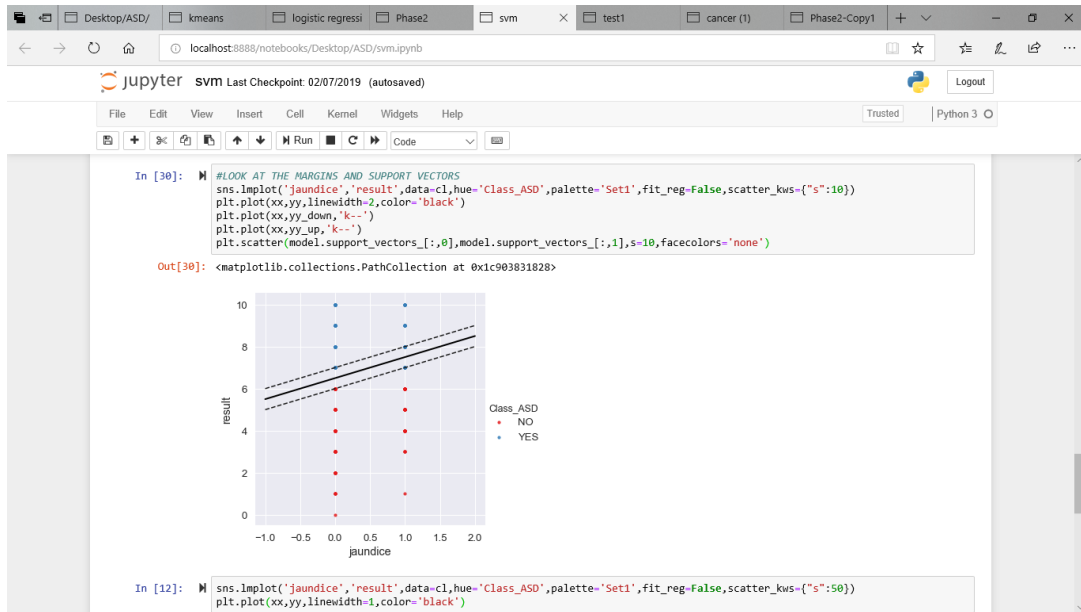 Desktop/ASD/ kmeans logistic regressi Phase2 svm test1 cancer (1) Phase2-Copy1
localhost:8888/notebooks/Desktop/ASD/svm.ipynb
jupyter svm Last Checkpoint: 02/07/2019 (autosaved) Logout
File Edit View Insert Cell Kernel Widgets Help Trusted Python 3
Run Code
In [30]: #LOOK AT THE MARGINS AND SUPPORT VECTORS
sns.lmplot('jaundice','result',data=cl,hue='Class_ASD',palette='Set1',fit_reg=False,scatter_kws={"s":10})
plt.plot(xx,yy,linewidth=2,color='black')
plt.plot(xx,yy_down,'k--')
plt.plot(xx,yy_up,'k--')
plt.scatter(model.support_vectors_[:,0],model.support_vectors_[:,1],s=10,facecolors='none')
Out[30]: <matplotlib.collections.PathCollection at 0x1c903831828>
10
8
6
4
2
0
result
Class_ASD
NO
YES
−1.0 −0.5 0.0 0.5 1.0 1.5 2.0
jaundice
In [12]: sns.lmplot('jaundice','result',data=cl,hue='Class_ASD',palette='Set1',fit_reg=False,scatter_kws={"s":50})
plt.plot(xx,yy,linewidth=1,color='black')